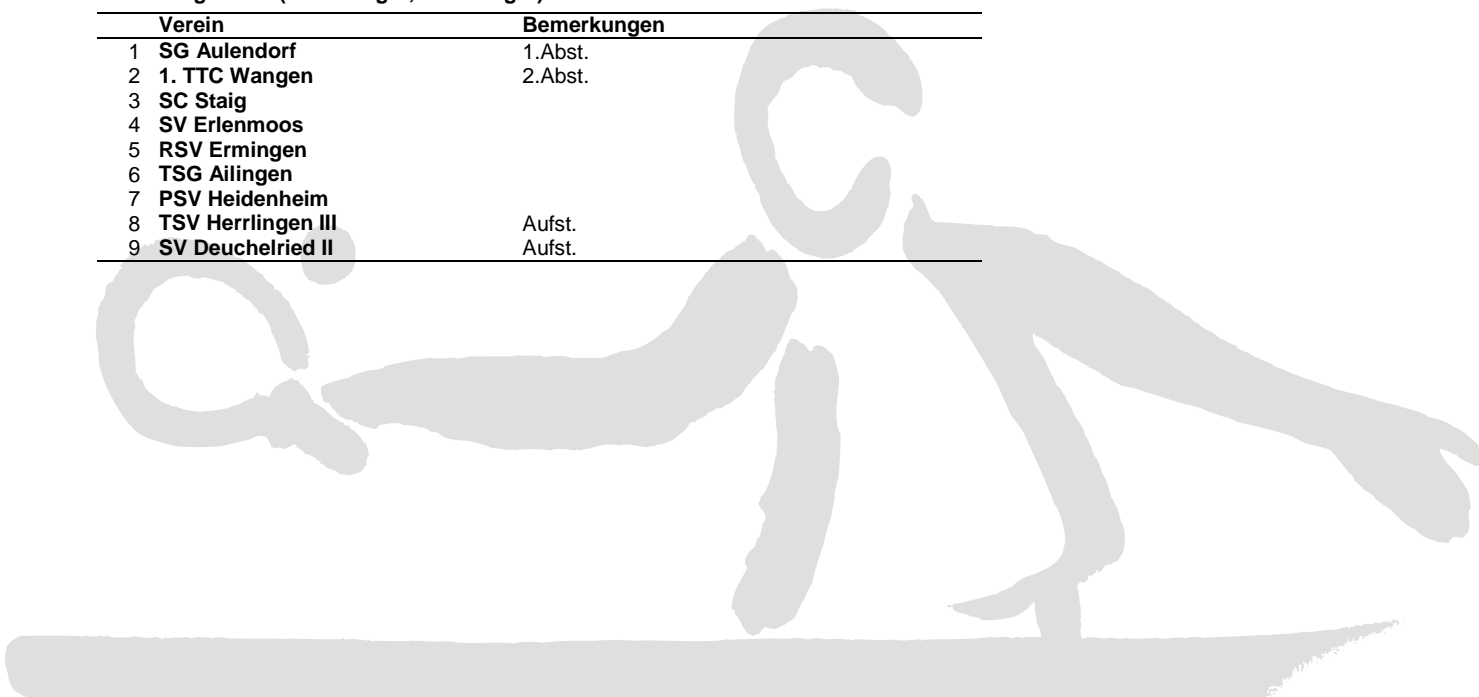 Verein Bemerkungen
1 SG Aulendorf 1.Abst.
2 1. TTC Wangen 2.Abst.
3 SC Staig
4 SV Erlenmoos
5 RSV Ermingen
6 TSG Ailingen
7 PSV Heidenheim
8 TSV Herrlingen III Aufst.
9 SV Deuchelried II Aufst.